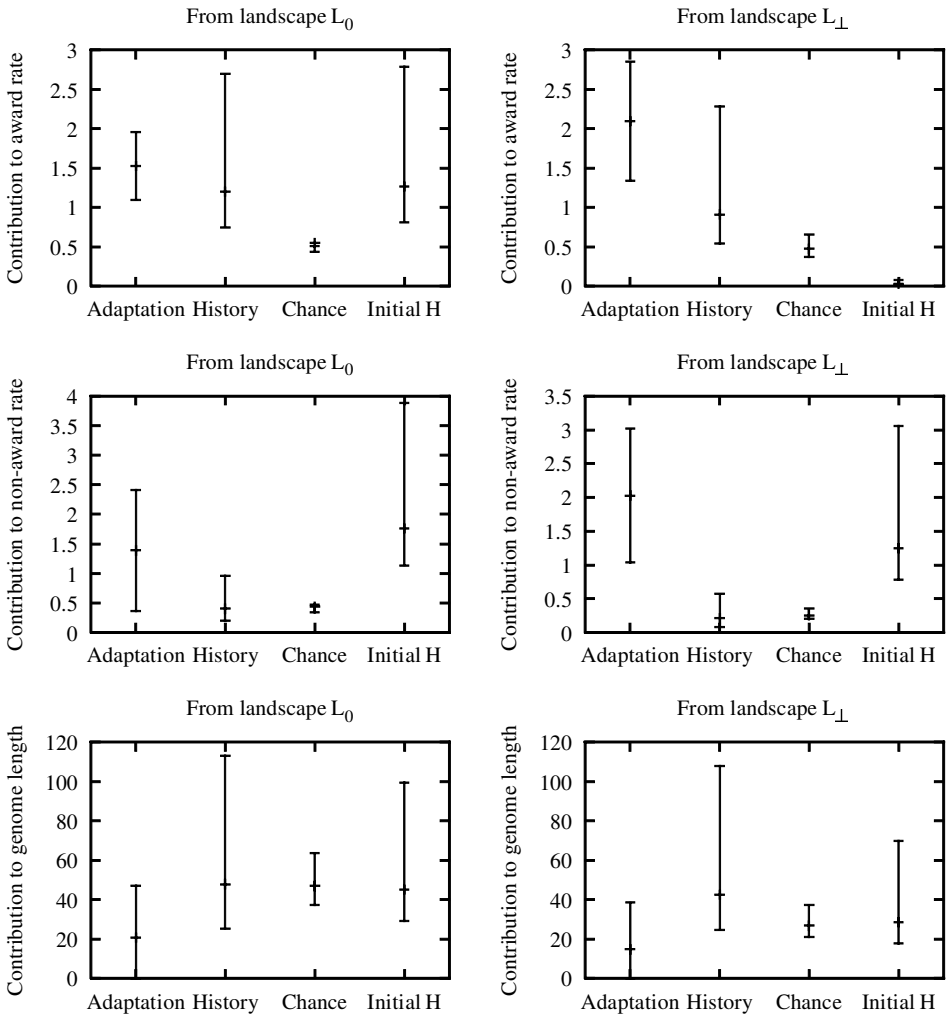 From landscape L0
Contribution to award rate
3
2.5
2
1.5
1
0.5
0
Adaptation History Chance Initial H
From landscape L⊥
Contribution to award rate
3
2.5
2
1.5
1
0.5
0
Adaptation History Chance Initial H
From landscape L0
Contribution to non-award rate
4
3.5
3
2.5
2
1.5
1
0.5
0
Adaptation History Chance Initial H
From landscape L⊥
Contribution to non-award rate
3.5
3
2.5
2
1.5
1
0.5
0
Adaptation History Chance Initial H
From landscape L0
Contribution to genome length
120
100
80
60
40
20
0
Adaptation History Chance Initial H
From landscape L⊥
Contribution to genome length
120
100
80
60
40
20
0
Adaptation History Chance Initial H